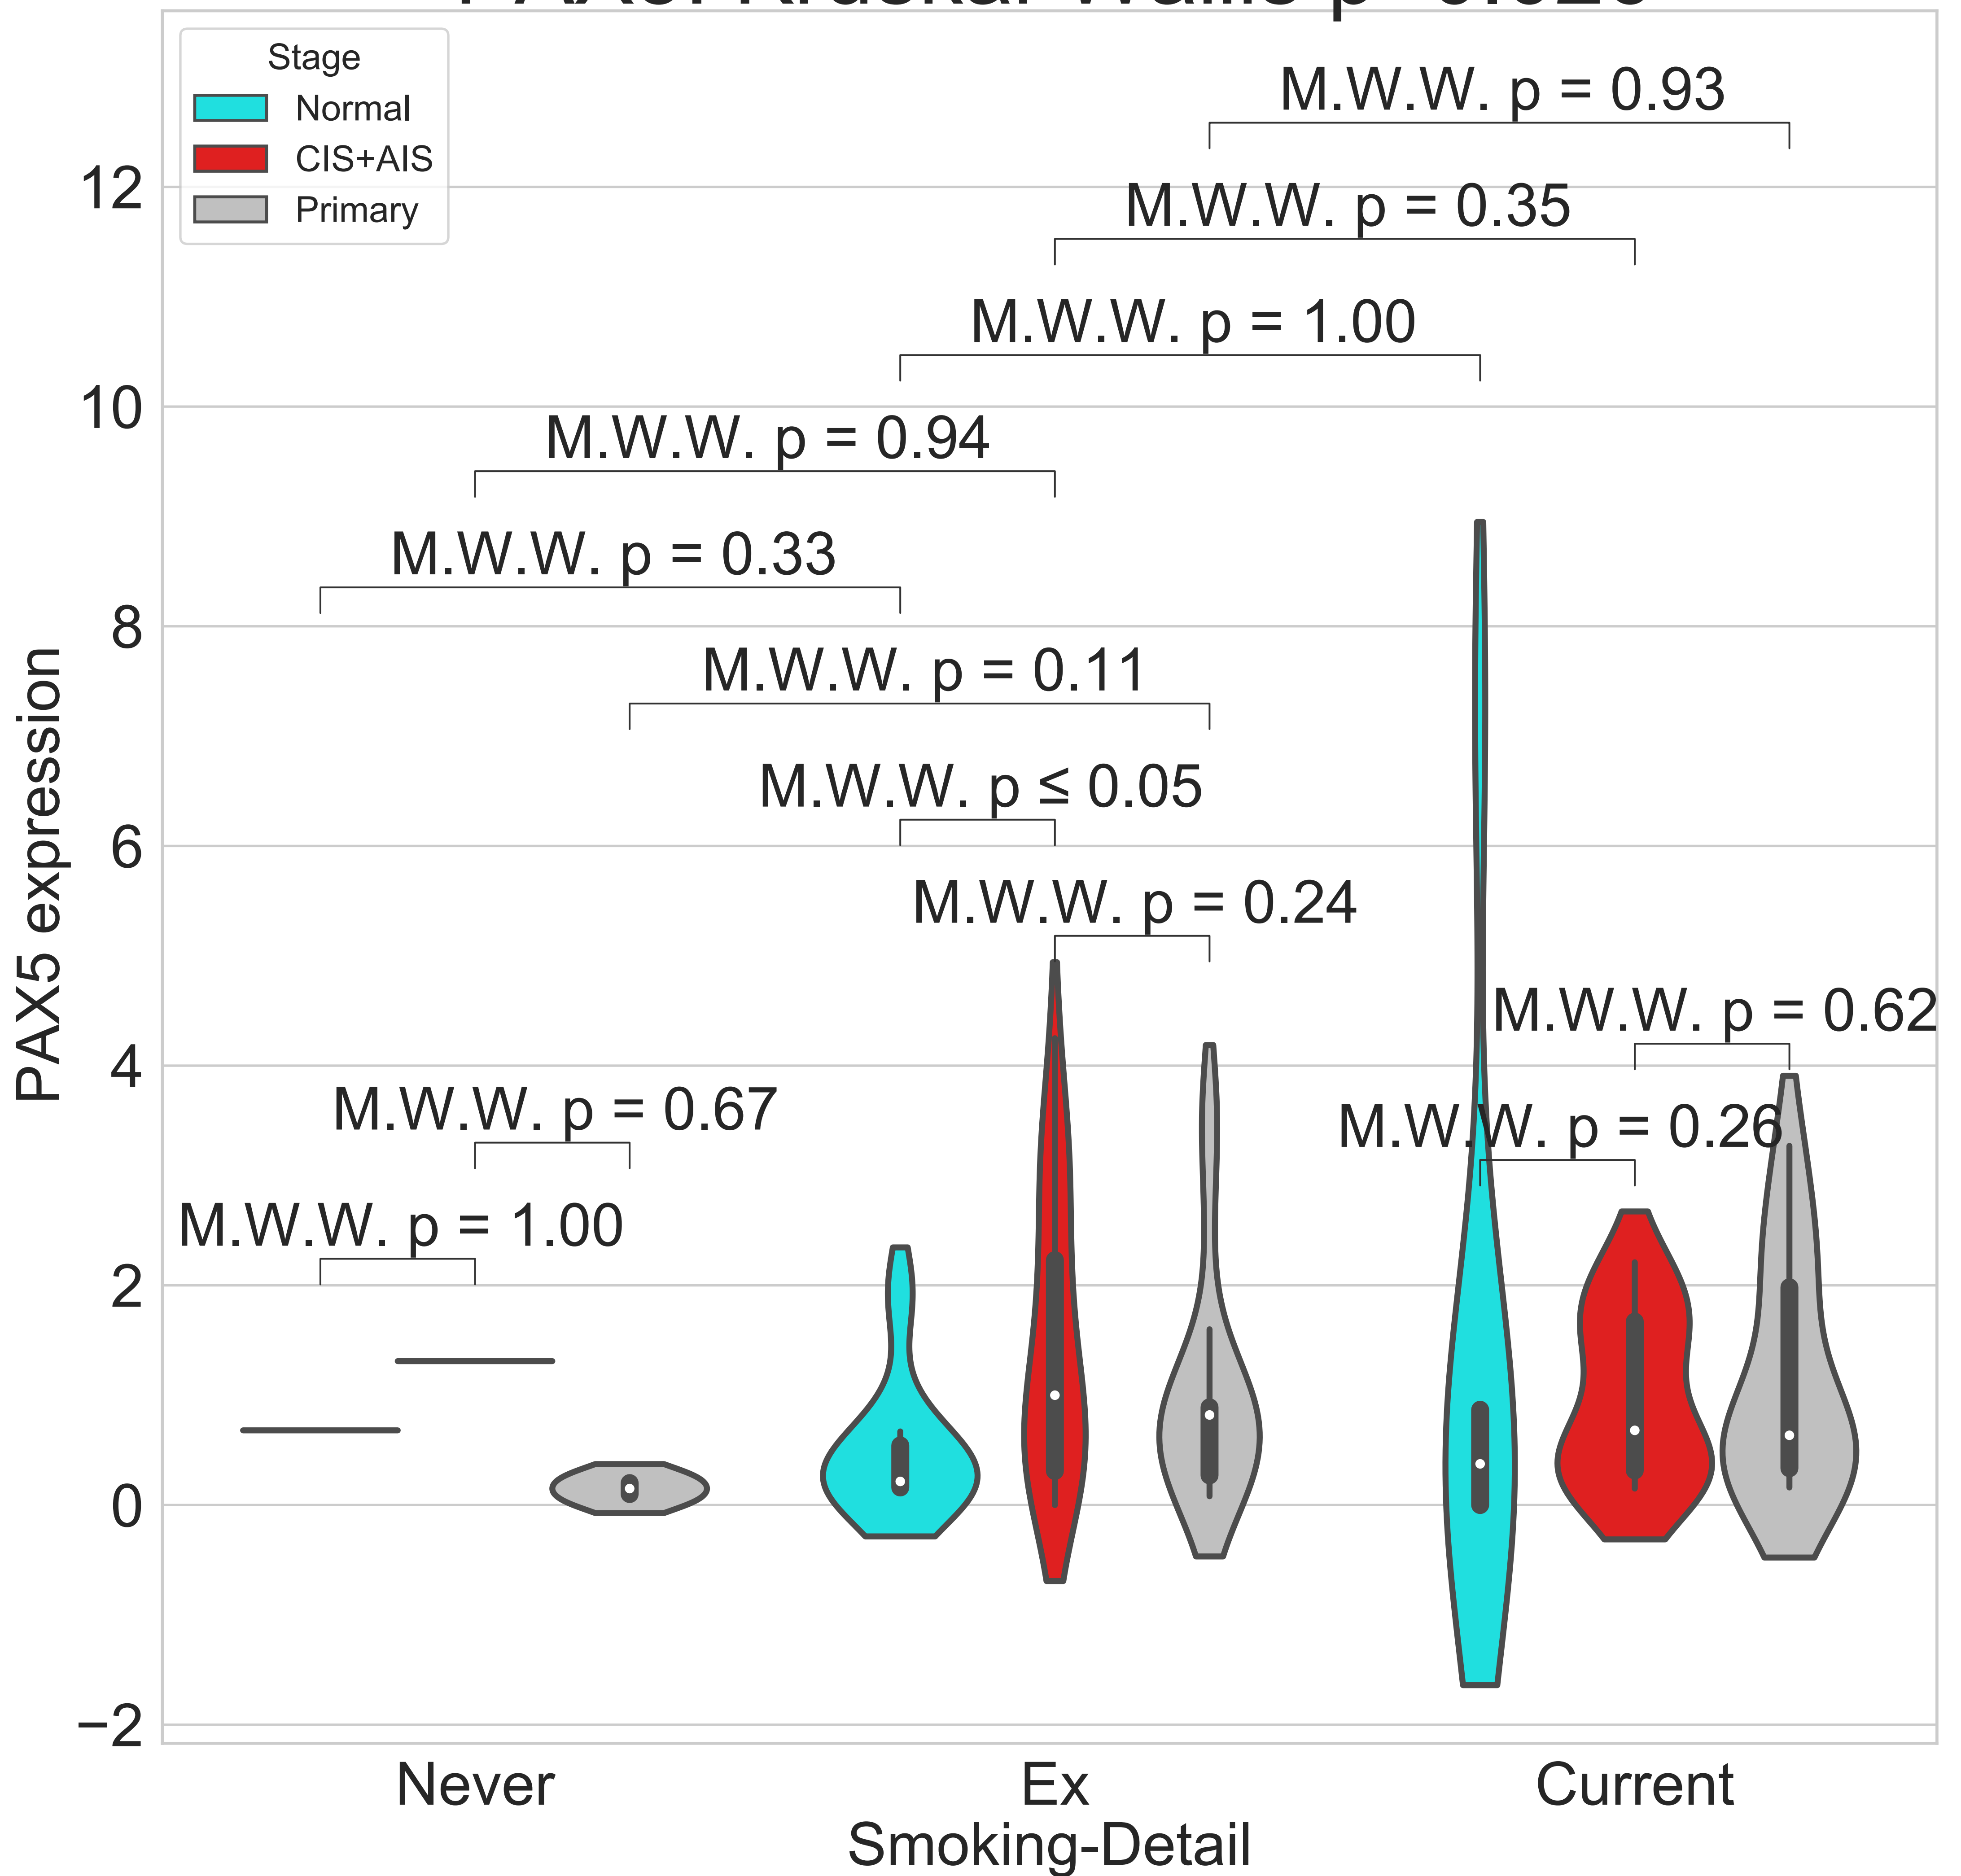 Stage
Normal
CIS+AIS
Primary
M.W.W. p = 0.93
M.W.W. p = 0.35
M.W.W. p = 1.00
M.W.W. p = 0.94
M.W.W. p = 0.33
M.W.W. p = 0.11
M.W.W. p ≤ 0.05
M.W.W. p = 0.24
M.W.W. p = 0.62
M.W.W. p = 0.26
M.W.W. p = 0.67
M.W.W. p = 1.00
12
10
8
6
4
2
0
−2
PAX5 expression
Never
Ex
Current
Smoking-Detail